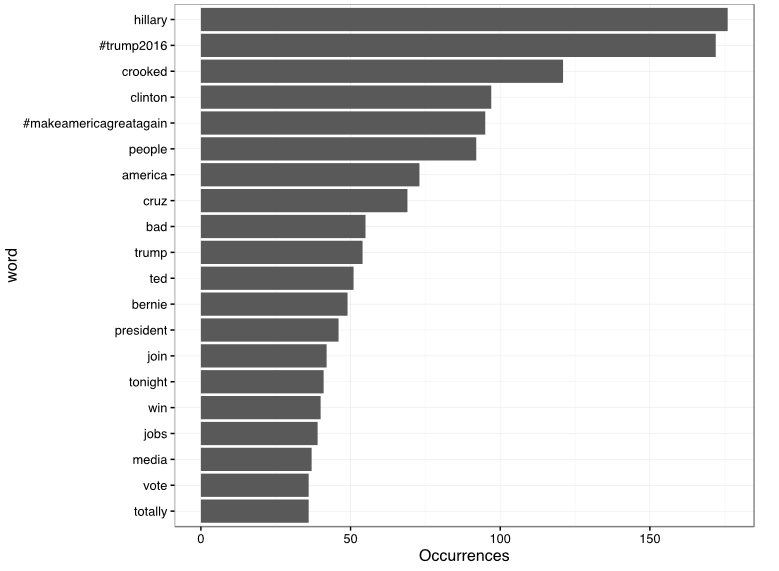 hillary
#trump2016
crooked
clinton
#makeamericagreatagain
people
america
cruz
bad
trump
ted
bernie
president
join
tonight
win
jobs
media
vote
totally
word
0 50 100 150
Occurrences